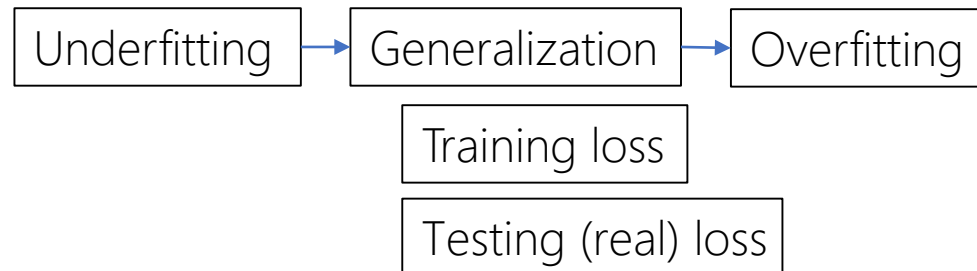 Underfitting Generalization Overfitting
Training loss
Testing (real) loss